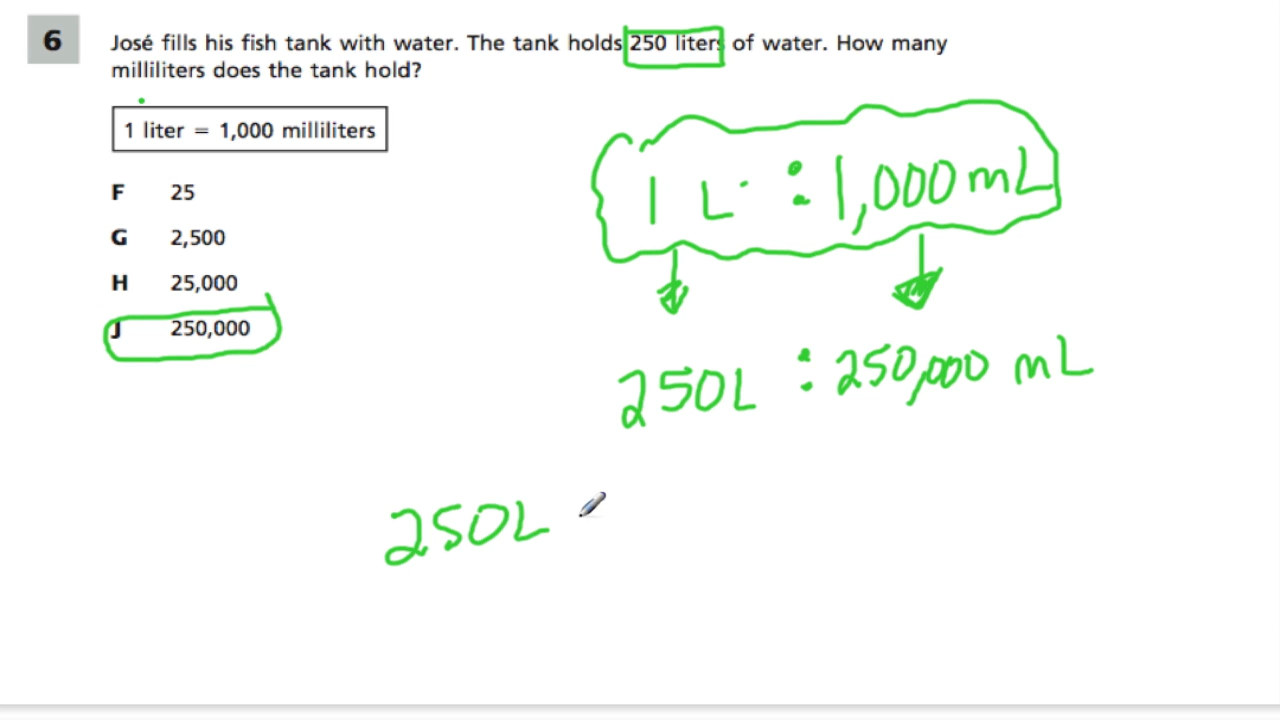 6
José fills his fish tank with water. The tank holds 250 liters of water. How many
milliliters does the tank hold?
1 liter = 1,000 milliliters
F 25
G 2,500
H 25,000
J 250,000
1 L : 1,000 mL
250L : 250,000 mL
250L